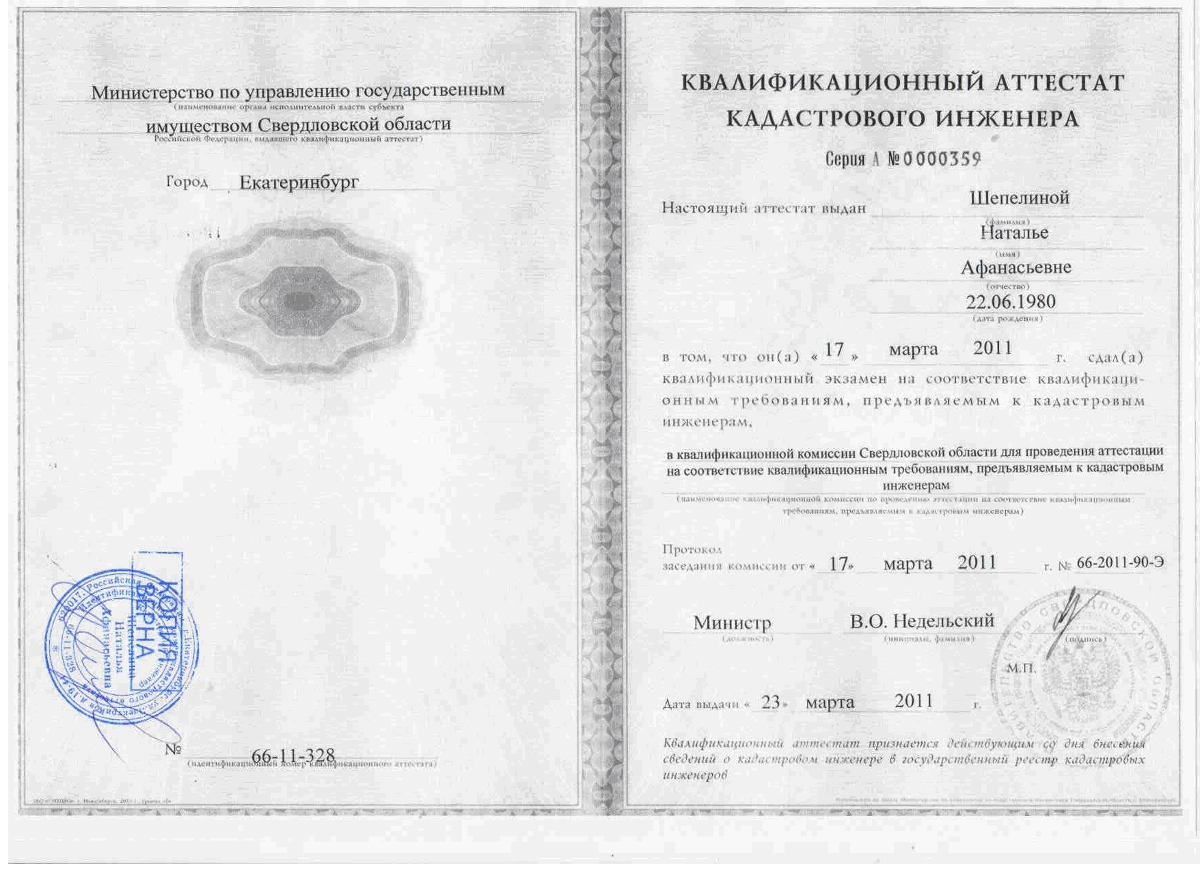 Министерство по управлению государственным
(наименование органа исполнительной власти субъекта
имуществом Свердловской области
Российской Федерации, выдавшего квалификационный аттестат)
Город Екатеринбург
КОПИЯ
ВЕРНА
Шепелина
Наталья
Афанасьевна
№ 66-11-328
(идентификационный номер квалификационного аттестата)
КВАЛИФИКАЦИОННЫЙ АТТЕСТАТ
КАДАСТРОВОГО ИНЖЕНЕРА
Серия А №0000359
Настоящий аттестат выдан Шепелиной
(фамилия)
Наталье
(имя)
Афанасьевне
(отчество)
22.06.1980
(дата рождения)
в том, что он(а) « 17 » марта 2011 г. сдал(а)
квалификационный экзамен на соответствие квалификаци-
онным требованиям, предъявляемым к кадастровым
инженерам,
в квалификационной комиссии Свердловской области для проведения аттестации
на соответствие квалификационным требованиям, предъявляемым к кадастровым
инженерам
(наименование квалификационной комиссии по проведению аттестации на соответствие квалификационным
требованиям, предъявляемым к кадастровым инженерам)
Протокол
заседания комиссии от « 17» марта 2011 г. № 66-2011-90-Э
Министр В.О. Недельский
(должность) (инициалы, фамилия) (подпись)
М.П.
Дата выдачи « 23» марта 2011 г.
Квалификационный аттестат признается действующим со дня внесения
сведений о кадастровом инженере в государственный реестр кадастровых
инженеров